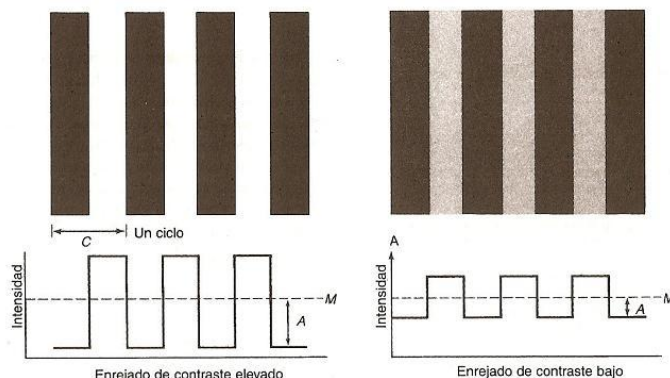 C
Un ciclo
Intensidad
M
A
Enrejado de contraste elevado
A
Intensidad
M
A
Enrejado de contraste bajo